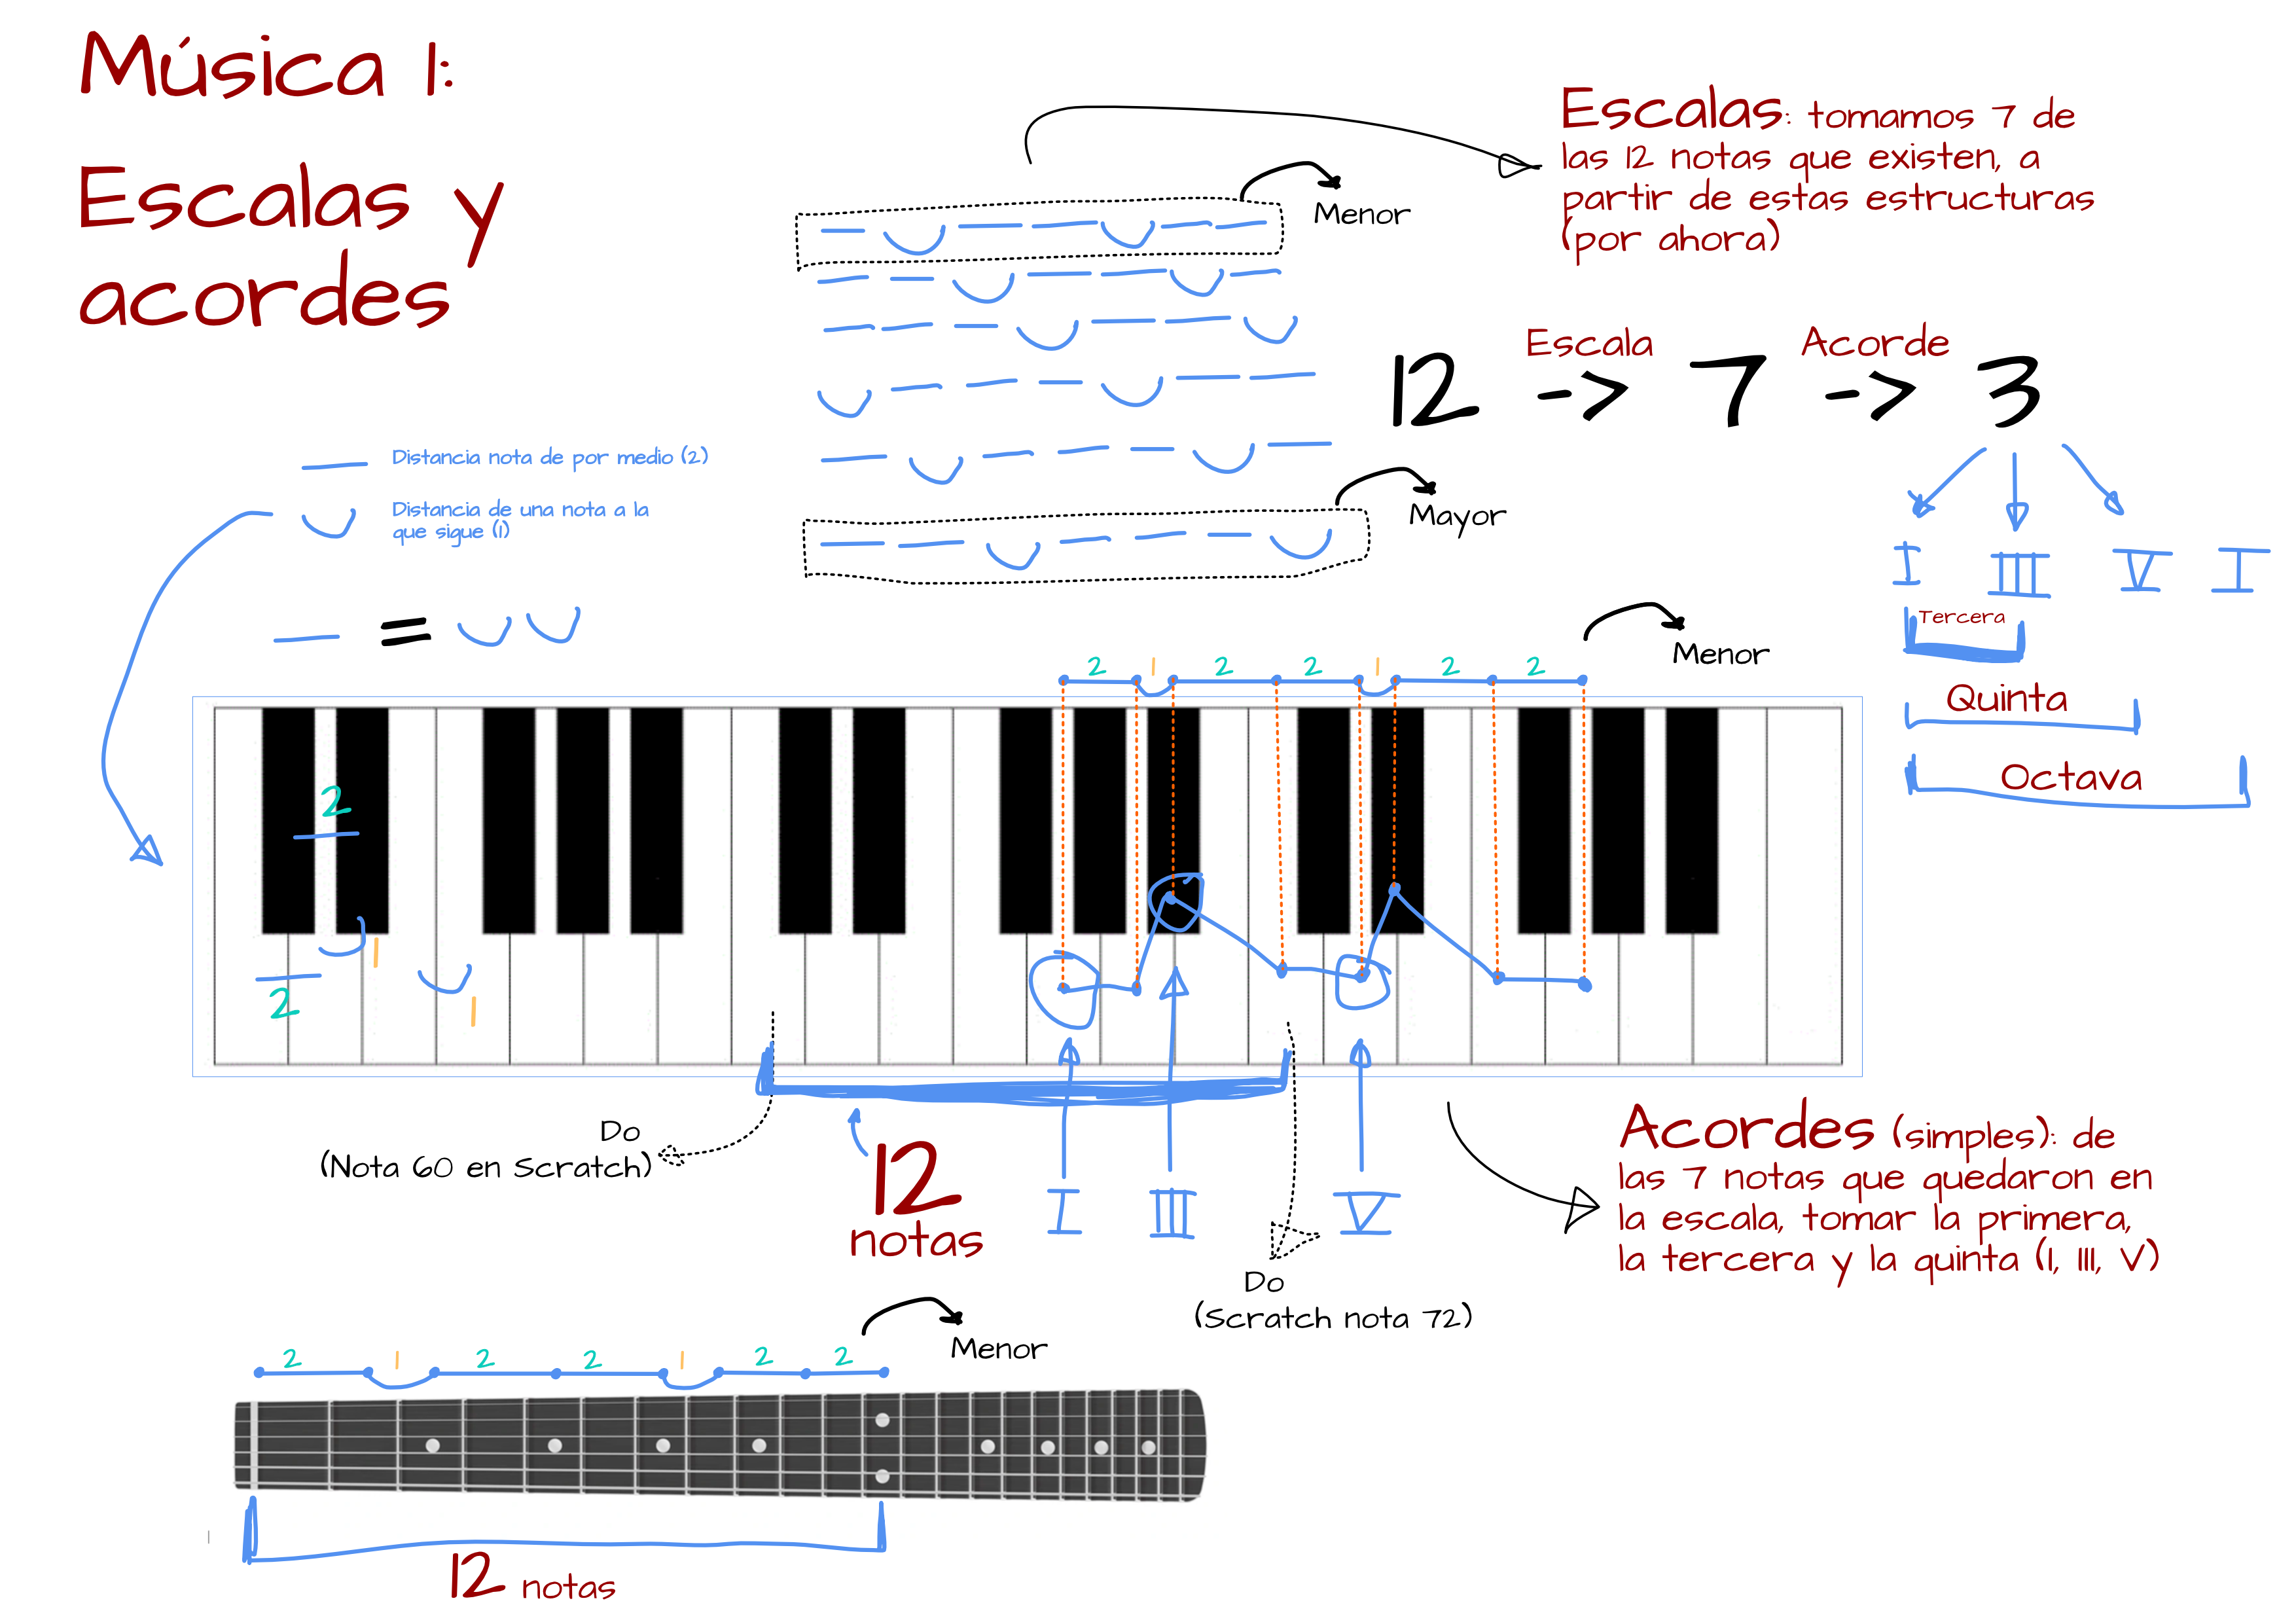 Música 1:
Escalas y
acordes
Escalas: tomamos 7 de
las 12 notas que existen, a
partir de estas estructuras
(por ahora)
Menor
Escala
Acorde
12 -> 7 -> 3
Distancia nota de por medio (2)
Distancia de una nota a la
que sigue (1)
Mayor
=
I III V I
Tercera
Quinta
Octava
Menor
2 1 2 2 1 2 2
2
1
2
1
Do
(Nota 60 en Scratch)
12
notas
I III V
Do
(Scratch nota 72)
Acordes (simples): de
las 7 notas que quedaron en
la escala, tomar la primera,
la tercera y la quinta (I, III, V)
Menor
2 1 2 2 1 2 2
12 notas